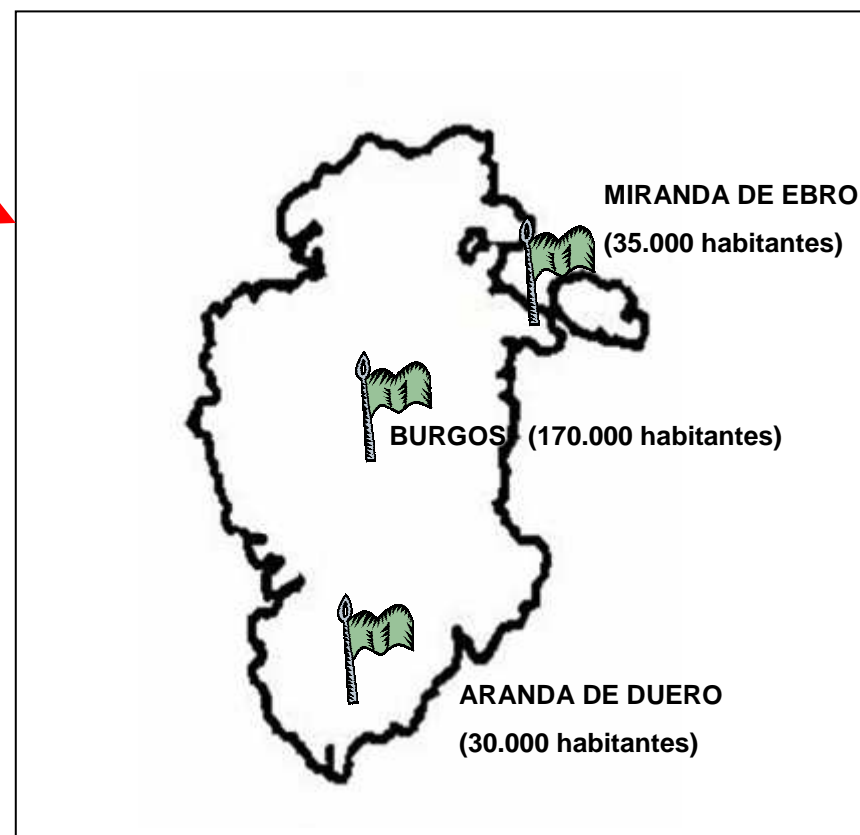 MIRANDA DE EBRO
(35.000 habitantes)
BURGOS (170.000 habitantes)
ARANDA DE DUERO
(30.000 habitantes)